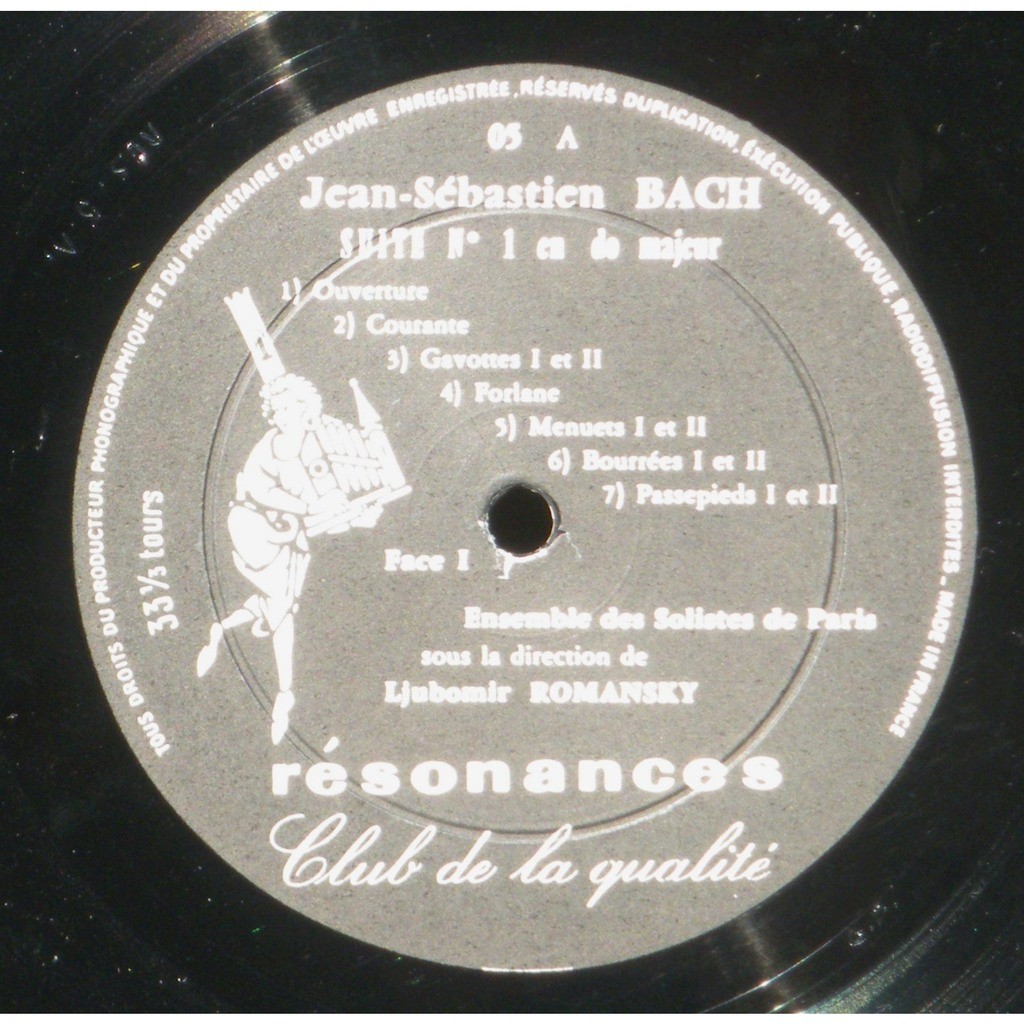 TOUS DROITS DU PRODUCTEUR PHONOGRAPHIQUE ET DU PROPRIÉTAIRE DE L'ŒUVRE ENREGISTRÉE, RÉSERVÉS DUPLICATION, EXÉCUTION PUBLIQUE, RADIODIFFUSION INTERDITES - MADE IN FRANCE
05 A
Jean-Sébastien BACH
SUITE N° 1 en do majeur
1) Ouverture
2) Courante
3) Gavottes I et II
4) Forlane
5) Menuets I et II
6) Bourrées I et II
7) Passepieds I et II
33 1/3 tours
Face I
Ensemble des Solistes de Paris
sous la direction de
Ljubomir ROMANSKY
résonances
Club de la qualité